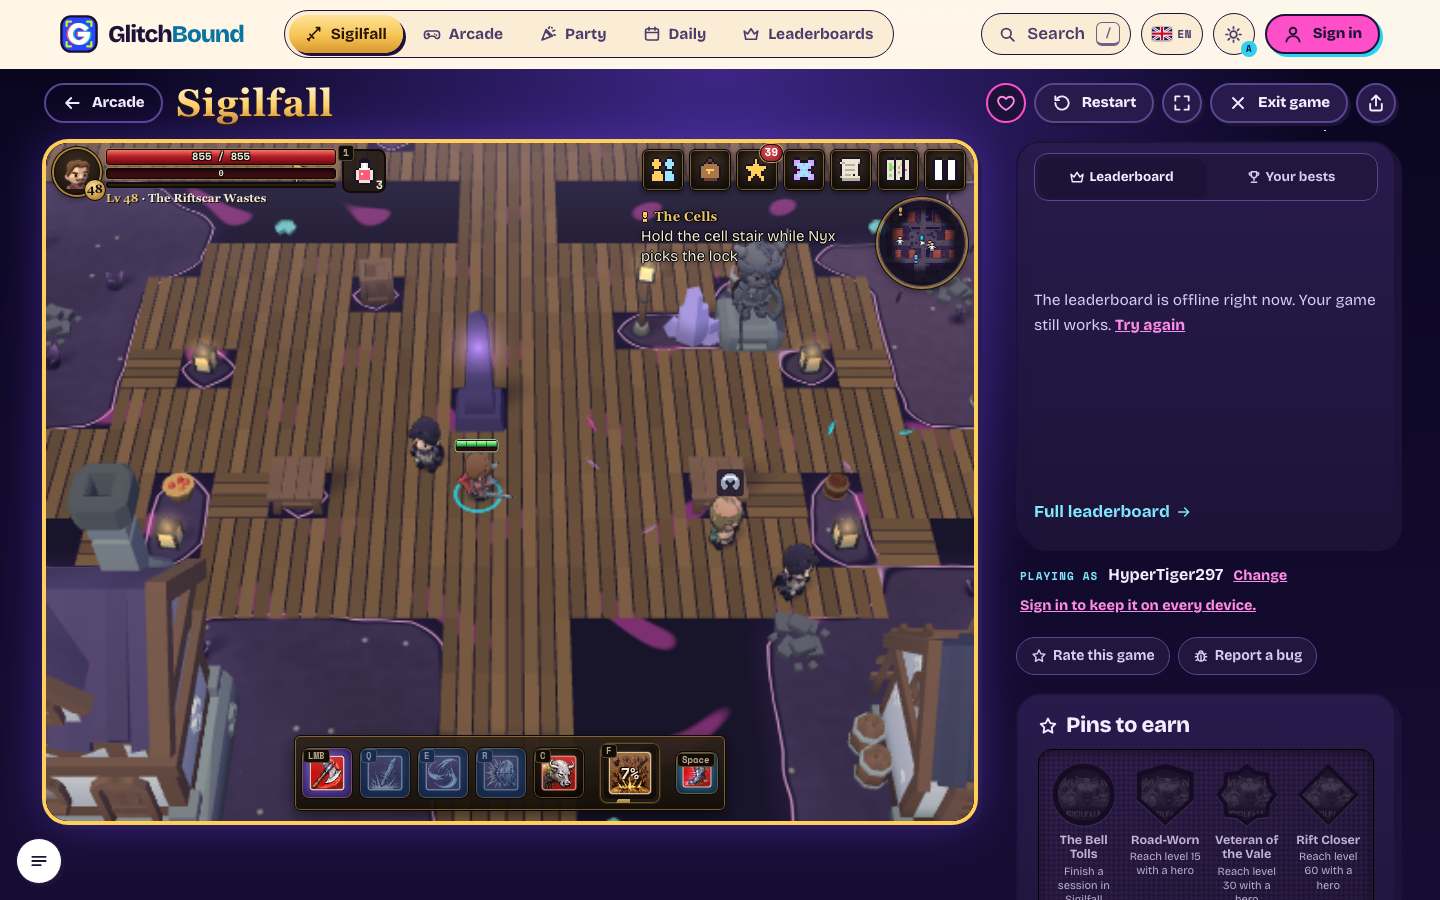 GlitchBound
Sigilfall
Arcade
Party
Daily
Leaderboards
Search /
EN
A
Sign in
Arcade
Sigilfall
Restart
Exit game
855 / 855
0
48
Lv 48 · The Riftscar Wastes
1
3
39
The Cells
Hold the cell stair while Nyx
picks the lock
LMB
Q
E
R
C
F
7%
Space
Leaderboard
Your bests
The leaderboard is offline right now. Your game
still works. Try again
Full leaderboard →
PLAYING AS HyperTiger297 Change
Sign in to keep it on every device.
Rate this game
Report a bug
Pins to earn
The Bell
Tolls
Finish a
session in
Sigilfall
Road-Worn
Reach level 15
with a hero
Veteran of
the Vale
Reach level
30 with a
hero
Rift Closer
Reach level
60 with a
hero